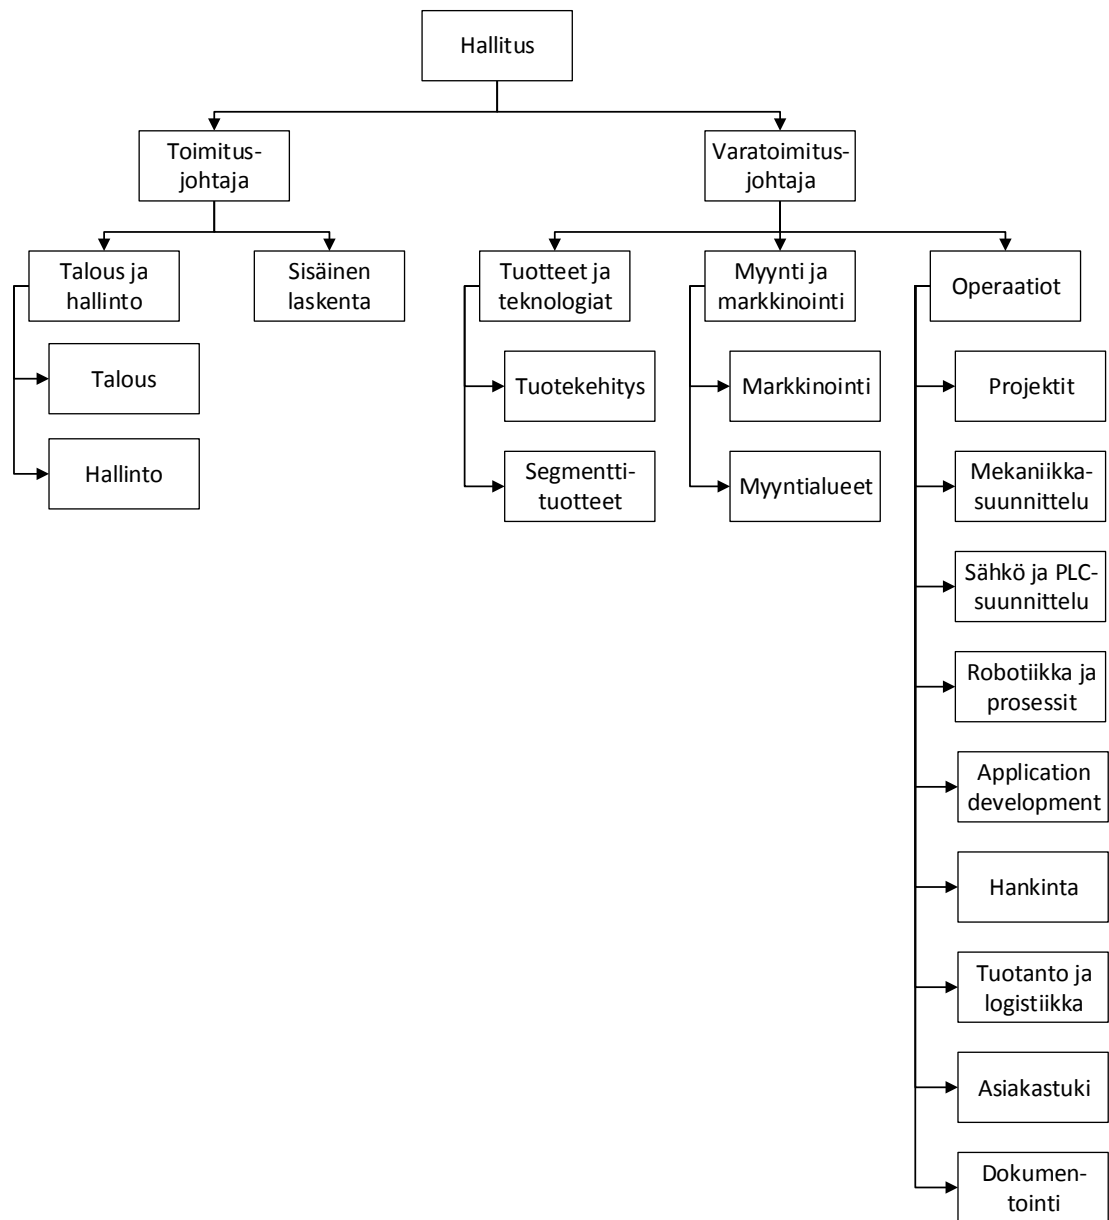 Hallitus
Toimitus-
johtaja
Varatoimitus-
johtaja
Talous ja
hallinto
Sisäinen
laskenta
Tuotteet ja
teknologiat
Myynti ja
markkinointi
Operaatiot
Talous
Tuotekehitys
Markkinointi
Projektit
Hallinto
Segmentti-
tuotteet
Myyntialueet
Mekaniikka-
suunnittelu
Sähkö ja PLC-
suunnittelu
Robotiikka ja
prosessit
Application
development
Hankinta
Tuotanto ja
logistiikka
Asiakastuki
Dokumen-
tointi